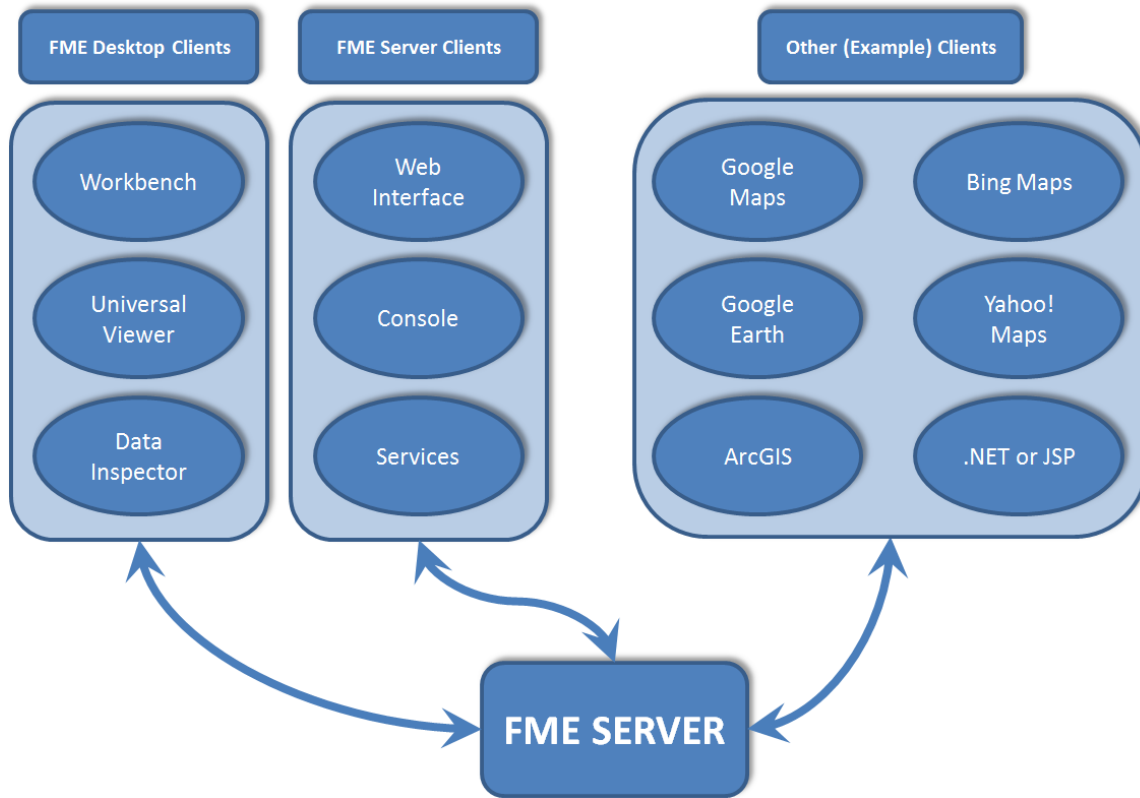 FME Desktop Clients
FME Server Clients
Other (Example) Clients
Workbench
Universal
Viewer
Data
Inspector
Web
Interface
Console
Services
Google
Maps
Bing Maps
Google
Earth
Yahoo!
Maps
ArcGIS
.NET or JSP
FME SERVER